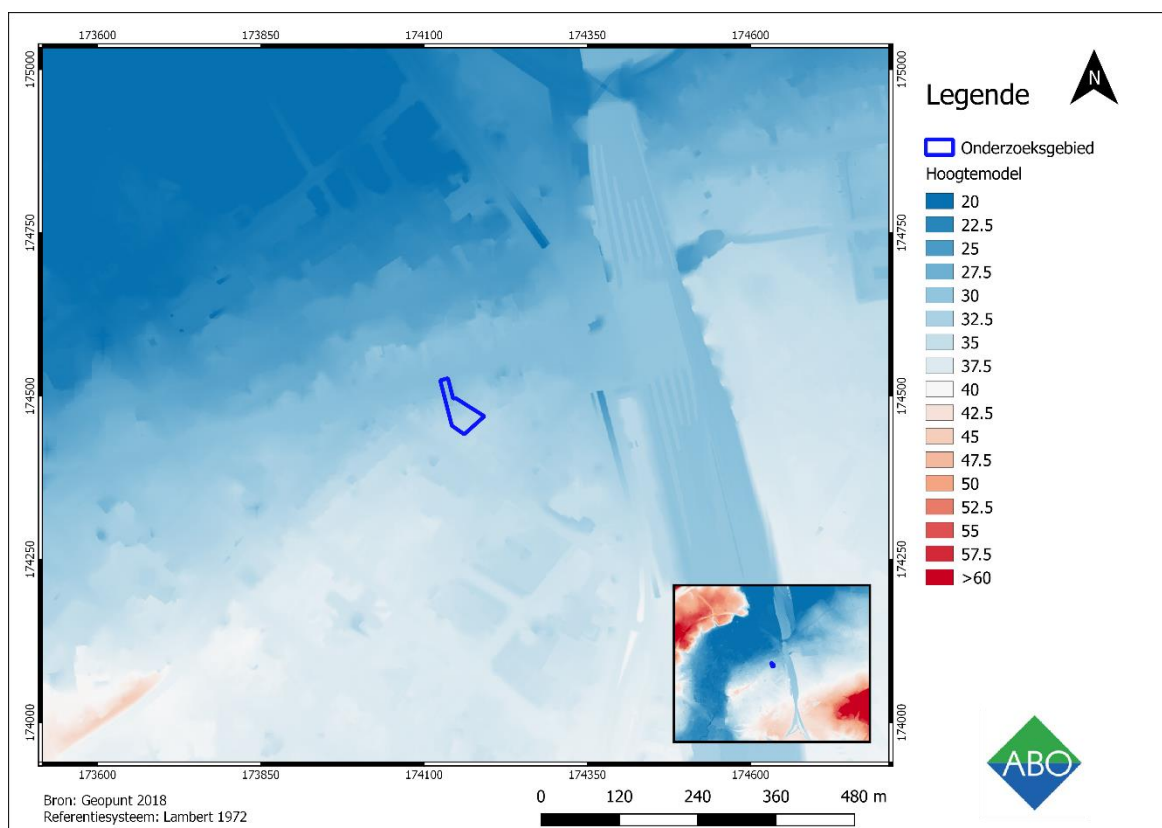 173600 173850 174100 174350 174600
175000 175000
174750 174750
174500 174500
174250 174250
174000 174000
173600 173850 174100 174350 174600
Bron: Geopunt 2018
Referentiesysteem: Lambert 1972
0 120 240 360 480 m
N
Legende
Onderzoeksgebied
Hoogtemodel
20
22.5
25
27.5
30
32.5
35
37.5
40
42.5
45
47.5
50
52.5
55
57.5
>60
ABO